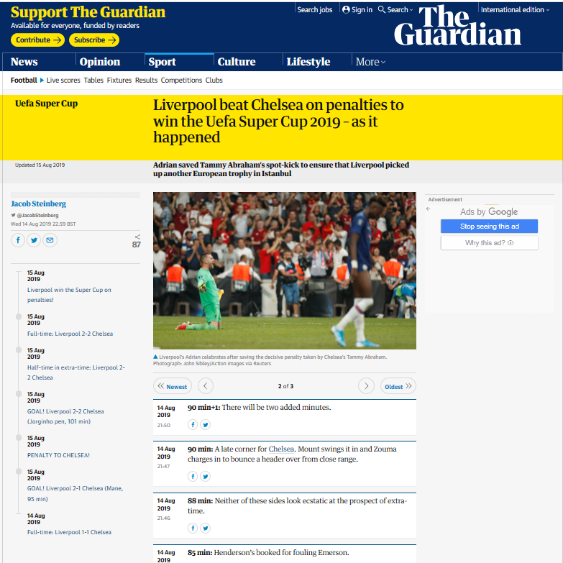 Support The Guardian
Available for everyone, funded by readers
Contribute → Subscribe →
Search jobs Sign in Search International edition
The Guardian
News Opinion Sport Culture Lifestyle More
Football Live scores Tables Fixtures Results Competitions Clubs
Uefa Super Cup
Liverpool beat Chelsea on penalties to
win the Uefa Super Cup 2019 – as it
happened
Updated 15 Aug 2019
Adrian saved Tammy Abraham's spot-kick to ensure that Liverpool picked
up another European trophy in Istanbul
Jacob Steinberg
@JacobSteinberg
Wed 14 Aug 2019 22.59 BST
87
15 Aug
2019
Liverpool win the Super Cup on
penalties!
15 Aug
2019
Full-time: Liverpool 2-2 Chelsea
15 Aug
2019
Half-time in extra-time: Liverpool 2-
2 Chelsea
15 Aug
2019
GOAL! Liverpool 2-2 Chelsea
(Jorginho pen, 101 min)
15 Aug
2019
PENALTY TO CHELSEA!
15 Aug
2019
GOAL! Liverpool 2-1 Chelsea (Mane,
95 min)
14 Aug
2019
Full-time: Liverpool 1-1 Chelsea
Liverpool's Adrian celebrates after saving the decisive penalty taken by Chelsea's Tammy Abraham.
Photograph: John Sibley/Action Images via Reuters
Newest 2 of 3 Oldest
14 Aug
2019
21.50
90 min+1: There will be two added minutes.
14 Aug
2019
21.47
90 min: A late corner for Chelsea. Mount swings it in and Zouma
charges in to bounce a header over from close range.
14 Aug
2019
21.46
88 min: Neither of these sides look ecstatic at the prospect of extra-
time.
14 Aug
2019
85 min: Henderson's booked for fouling Emerson.
Advertisement
Ads by Google
Stop seeing this ad
Why this ad?